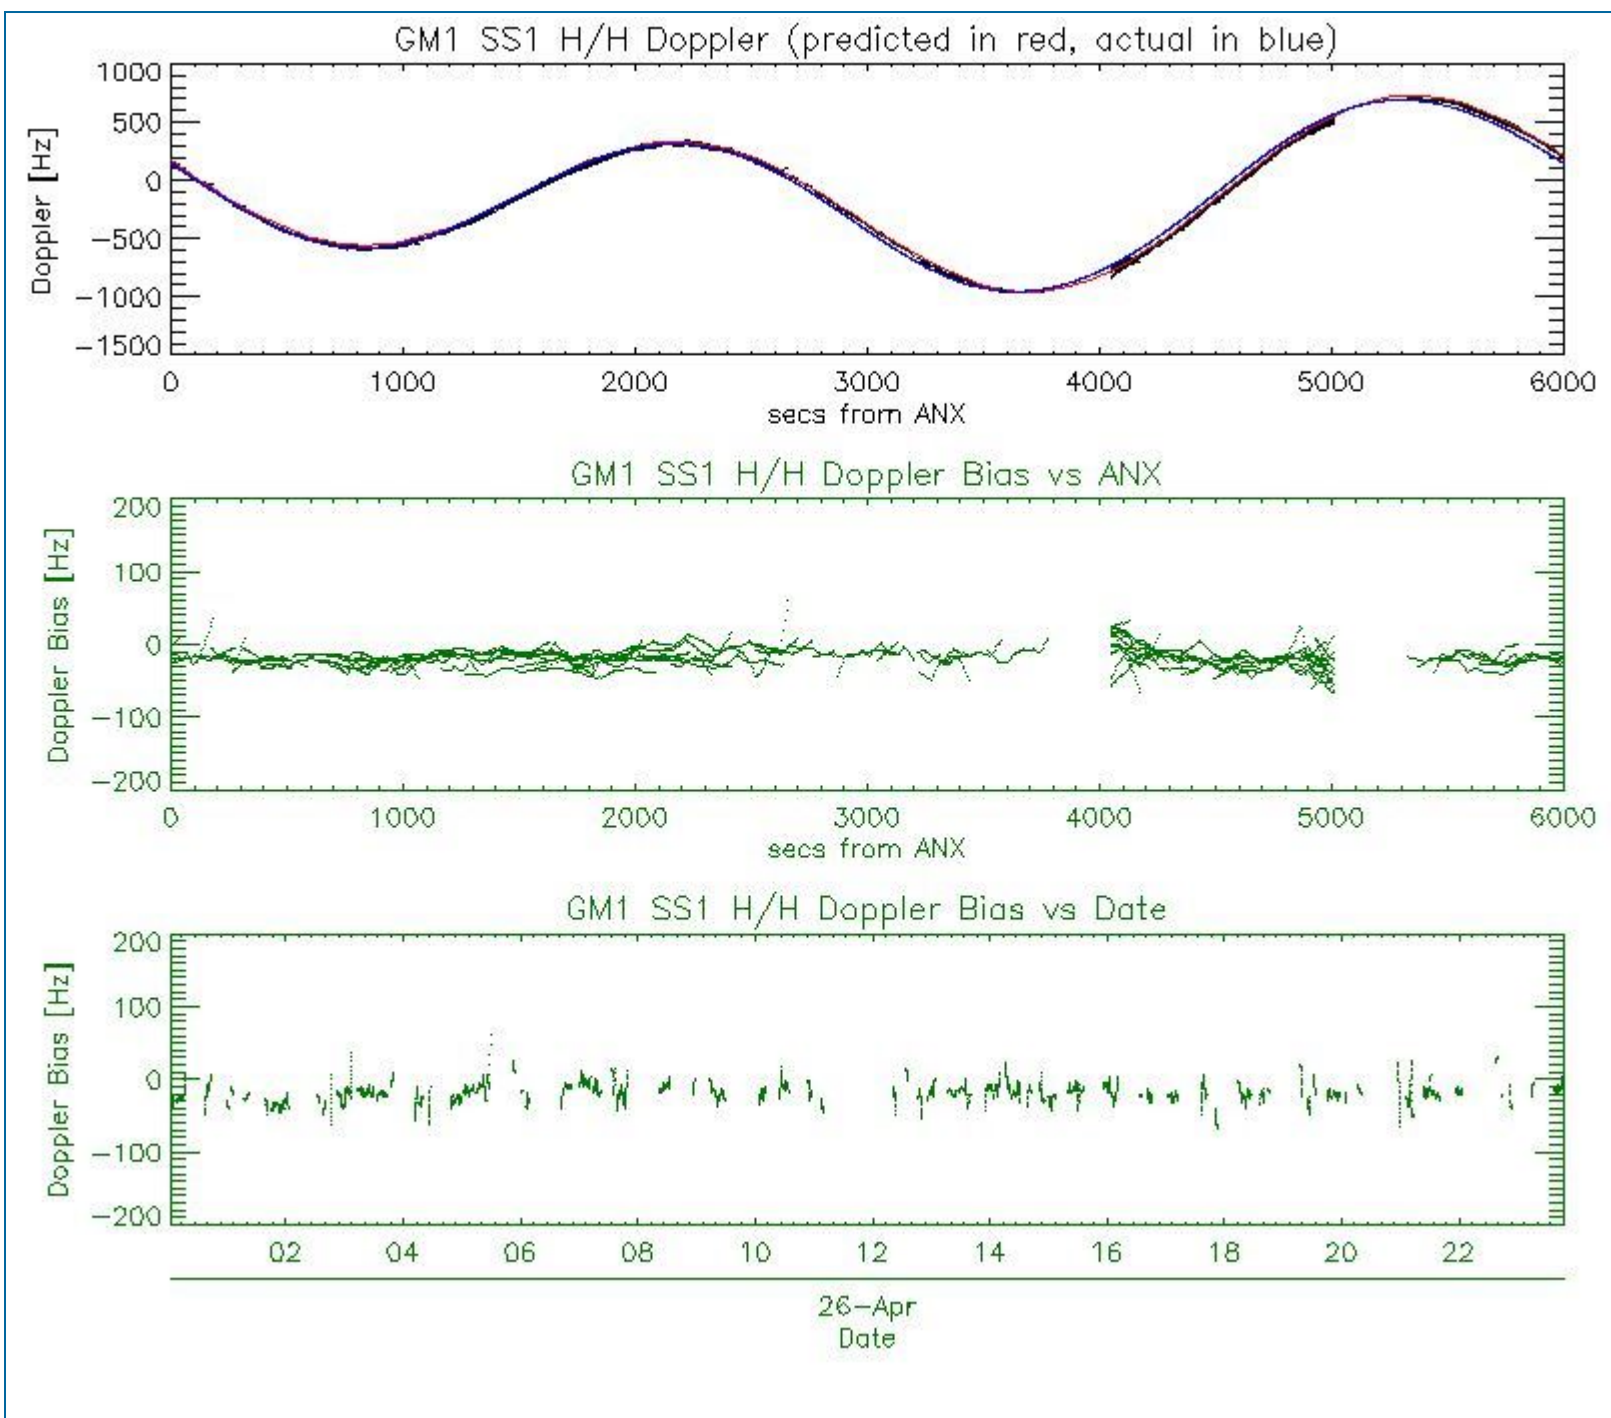 GM1 SS1 H/H Doppler (predicted in red, actual in blue)
Doppler [Hz]
1000
500
0
−500
−1000
−1500
0 1000 2000 3000 4000 5000 6000
secs from ANX
GM1 SS1 H/H Doppler Bias vs ANX
Doppler Bias [Hz]
200
100
0
−100
−200
0 1000 2000 3000 4000 5000 6000
secs from ANX
GM1 SS1 H/H Doppler Bias vs Date
Doppler Bias [Hz]
200
100
0
−100
−200
02 04 06 08 10 12 14 16 18 20 22
26−Apr
Date